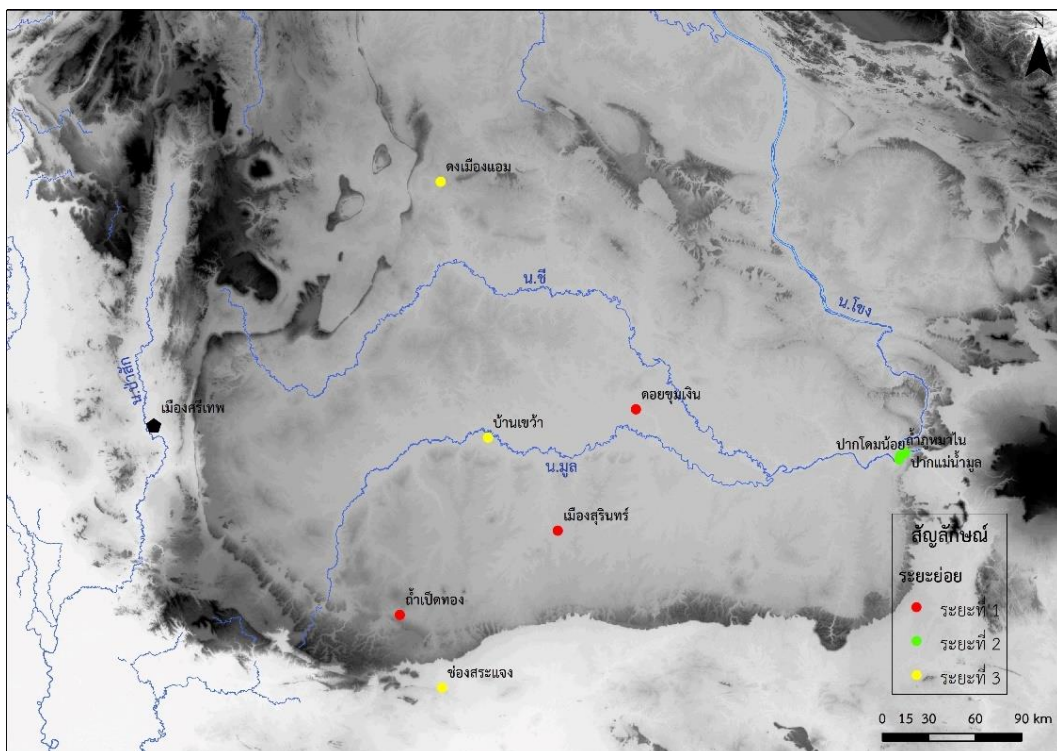 N
ดงเมืองแอม
น.ชี
น.โขง
น.ป่าสัก
เมืองศรีเทพ
ดอยขุมเงิน
บ้านเขว้า
น.มูล
ปากโดมน้อย
ถ้ำภูหมาไน
ปากแม่น้ำมูล
เมืองสุรินทร์
ถ้ำเป็ดทอง
ช่องสระแจง
สัญลักษณ์
ระยะย่อย
ระยะที่ 1
ระยะที่ 2
ระยะที่ 3
0 15 30 60 90 km